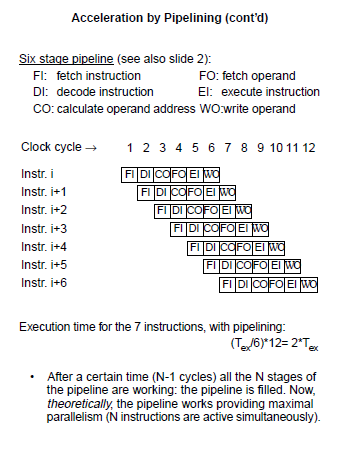 Acceleration by Pipelining (cont'd)
Six stage pipeline (see also slide 2):
FI: fetch instruction FO: fetch operand
DI: decode instruction EI: execute instruction
CO: calculate operand address WO:write operand
Clock cycle → 1 2 3 4 5 6 7 8 9 10 11 12
Instr. i FI DI CO FO EI WO
Instr. i+1 FI DI CO FO EI WO
Instr. i+2 FI DI CO FO EI WO
Instr. i+3 FI DI CO FO EI WO
Instr. i+4 FI DI CO FO EI WO
Instr. i+5 FI DI CO FO EI WO
Instr. i+6 FI DI CO FO EI WO
Execution time for the 7 instructions, with pipelining:
(Tex/6)*12= 2*Tex
• After a certain time (N-1 cycles) all the N stages of
the pipeline are working: the pipeline is filled. Now,
theoretically, the pipeline works providing maximal
parallelism (N instructions are active simultaneously).